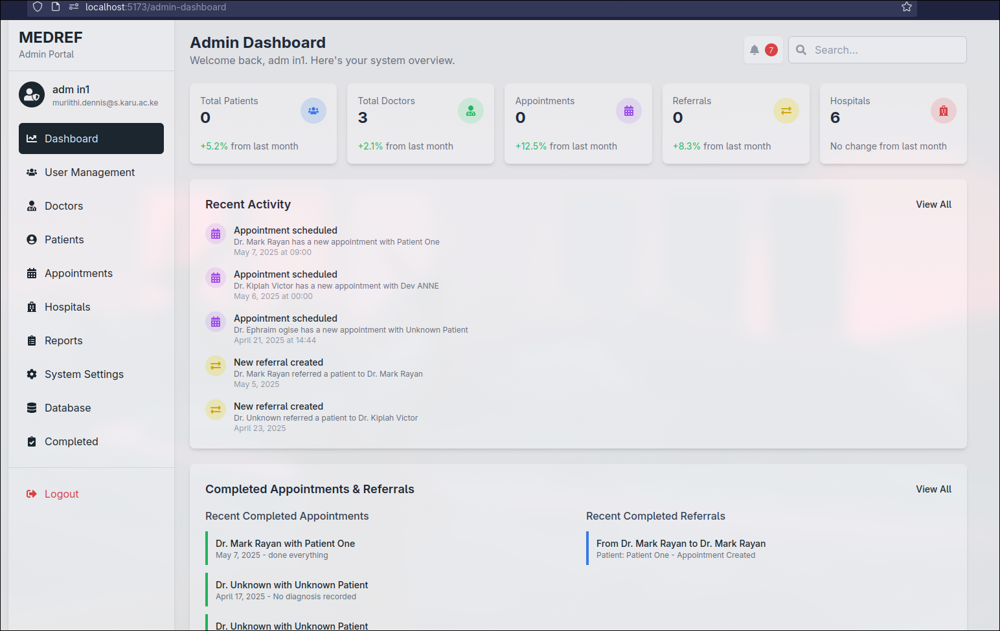 localhost:5173/admin-dashboard
MEDREF
Admin Portal
adm in1
muriithi.dennis@s.karu.ac.ke
Dashboard
User Management
Doctors
Patients
Appointments
Hospitals
Reports
System Settings
Database
Completed
Logout
Admin Dashboard
Welcome back, adm in1. Here's your system overview.
7
Search...
Total Patients
0
+5.2% from last month
Total Doctors
3
+2.1% from last month
Appointments
0
+12.5% from last month
Referrals
0
+8.3% from last month
Hospitals
6
No change from last month
Recent Activity
View All
Appointment scheduled
Dr. Mark Rayan has a new appointment with Patient One
May 7, 2025 at 09:00
Appointment scheduled
Dr. Kiplah Victor has a new appointment with Dev ANNE
May 6, 2025 at 00:00
Appointment scheduled
Dr. Ephraim ogise has a new appointment with Unknown Patient
April 21, 2025 at 14:44
New referral created
Dr. Mark Rayan referred a patient to Dr. Mark Rayan
May 5, 2025
New referral created
Dr. Unknown referred a patient to Dr. Kiplah Victor
April 23, 2025
Completed Appointments & Referrals
View All
Recent Completed Appointments
Dr. Mark Rayan with Patient One
May 7, 2025 - done everything
Dr. Unknown with Unknown Patient
April 17, 2025 - No diagnosis recorded
Dr. Unknown with Unknown Patient
Recent Completed Referrals
From Dr. Mark Rayan to Dr. Mark Rayan
Patient: Patient One - Appointment Created